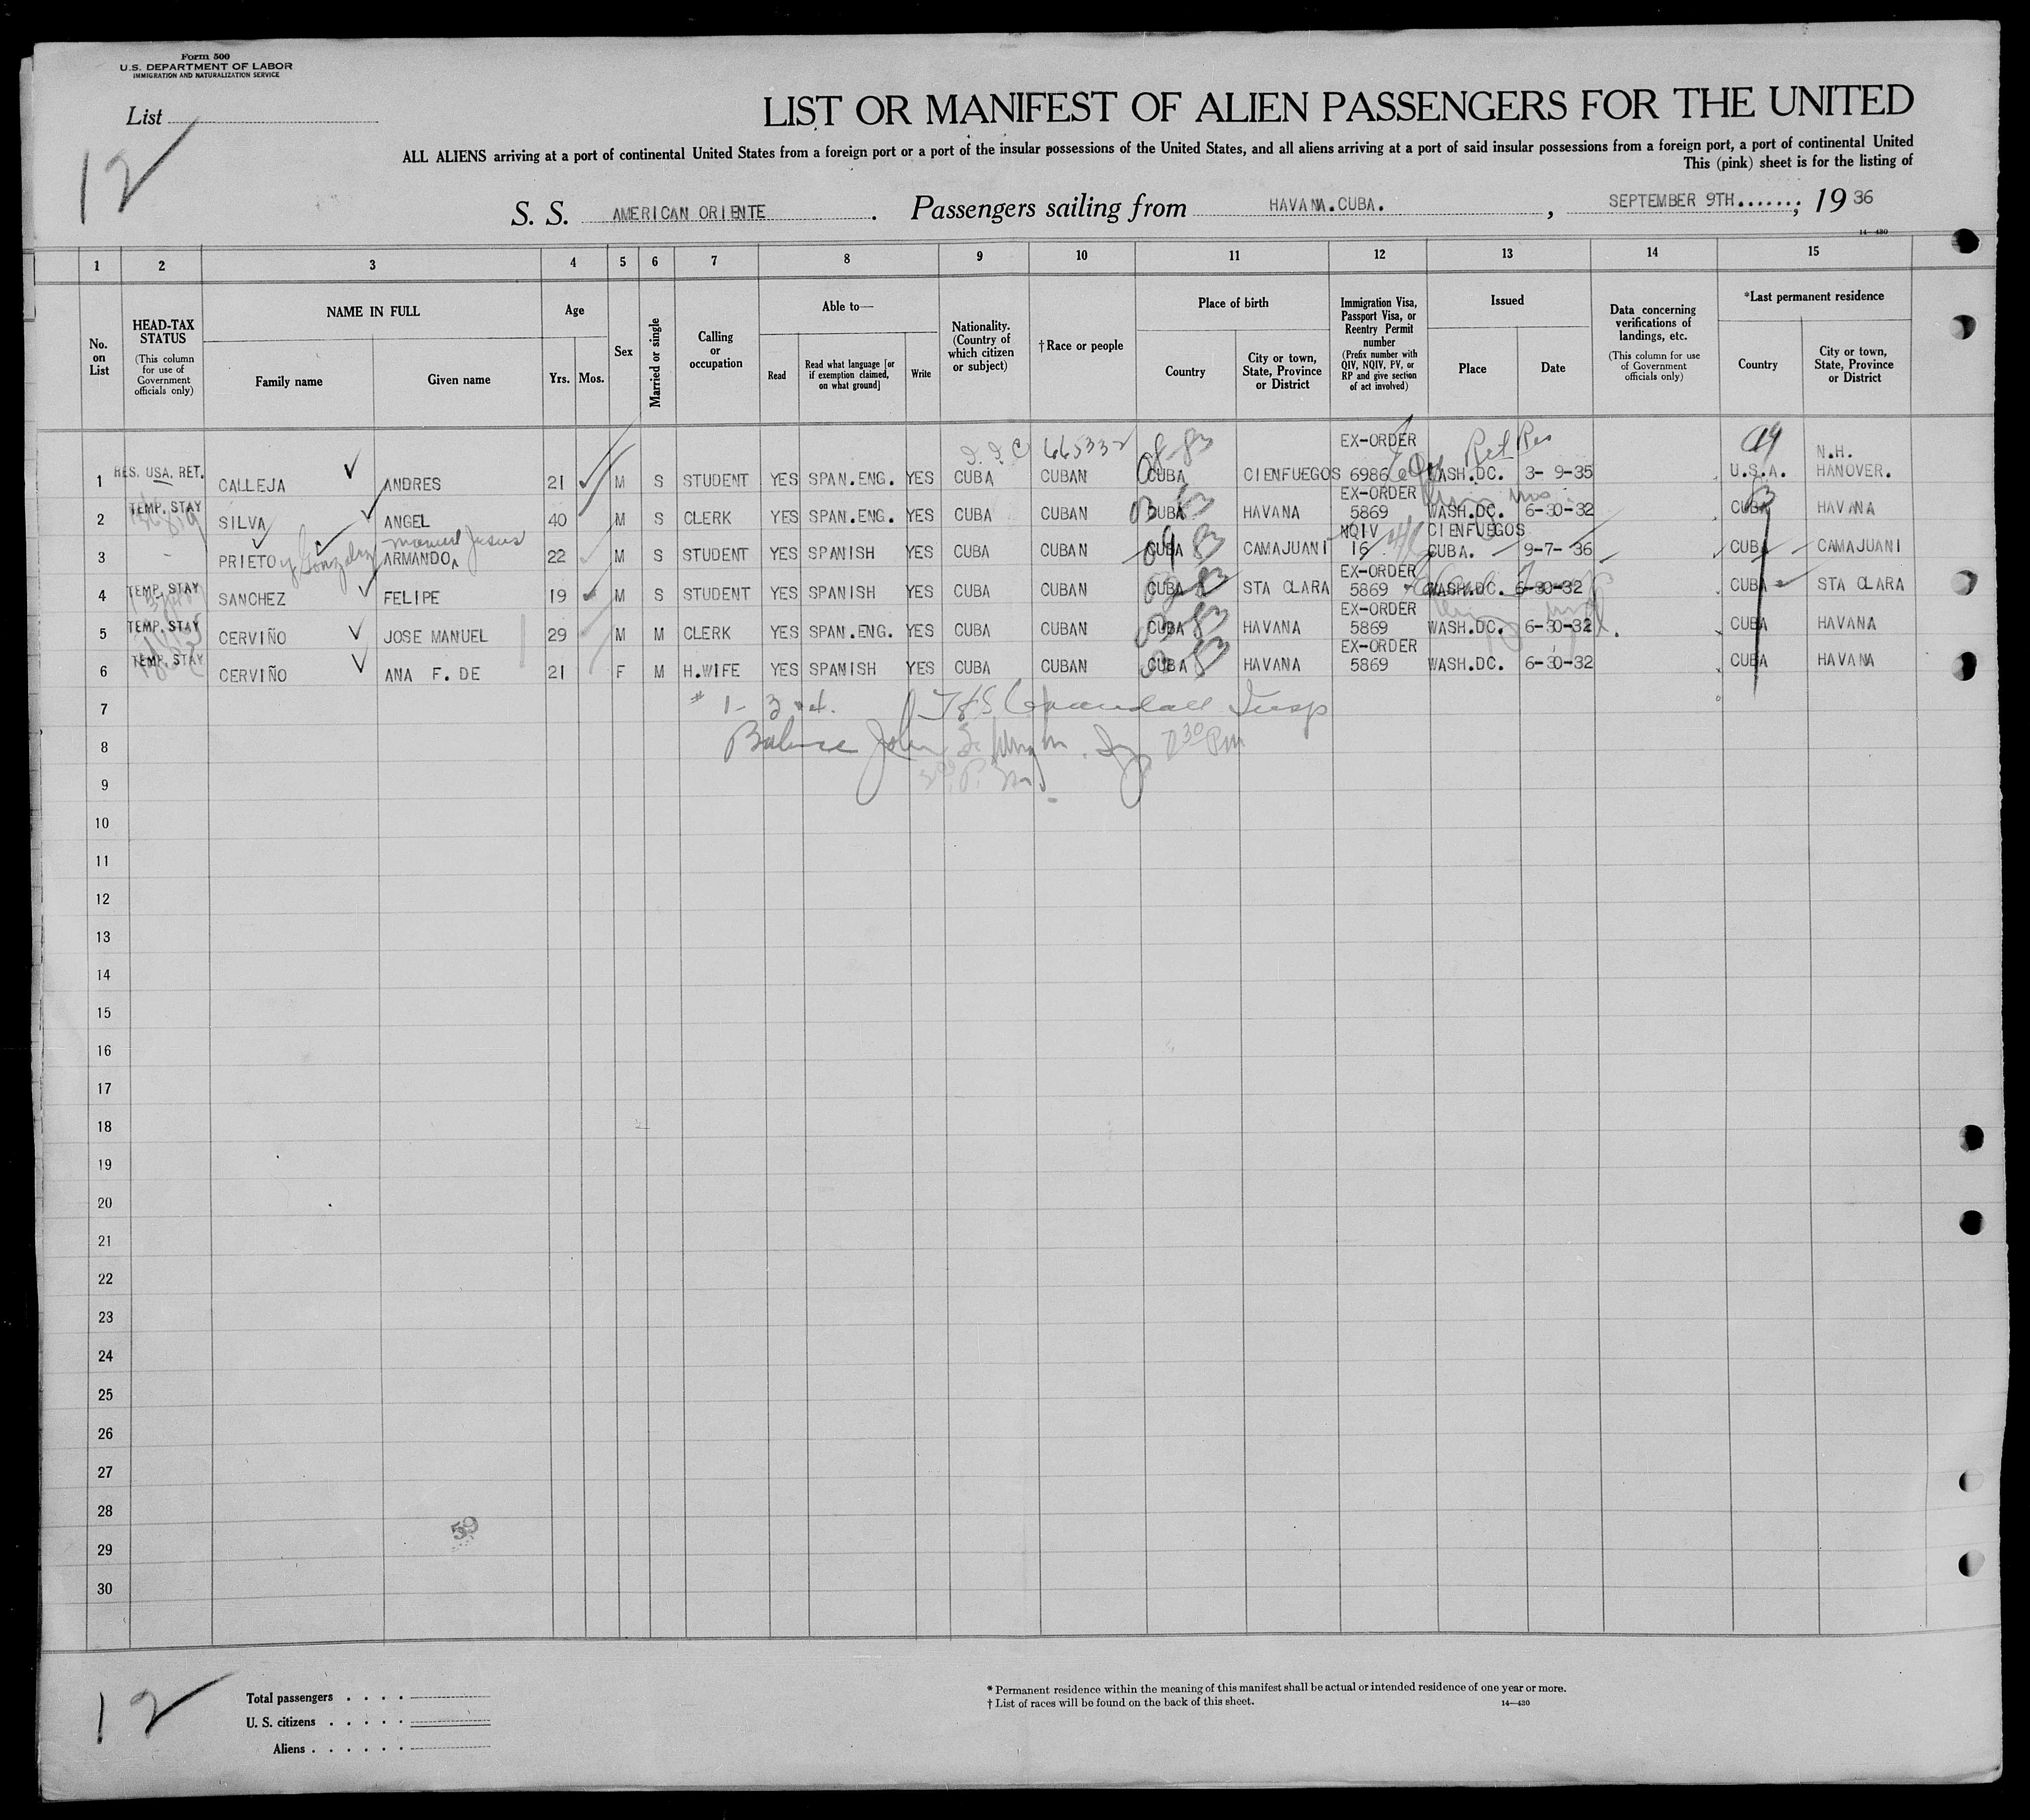 Form 500
U.S. DEPARTMENT OF LABOR
IMMIGRATION AND NATURALIZATION SERVICE
List
12
LIST OR MANIFEST OF ALIEN PASSENGERS FOR THE UNITED
ALL ALIENS arriving at a port of continental United States from a foreign port or a port of the insular possessions of the United States, and all aliens arriving at a port of said insular possessions from a foreign port, a port of continental United
This (pink) sheet is for the listing of
S. S. AMERICAN ORIENTE . Passengers sailing from HAVANA.CUBA. , SEPTEMBER 9TH......; 19 36
14—430
1 2 3 4 5 6 7 8 9 10 11 12 13 14 15
No. on List
HEAD-TAX STATUS (This column for use of Government officials only)
NAME IN FULL
Family name Given name
Age
Yrs. Mos.
Sex
Married or single
Calling or occupation
Able to—
Read
Read what language [or if exemption claimed, on what ground]
Write
Nationality. (Country of which citizen or subject)
† Race or people
Place of birth
Country
City or town, State, Province or District
Immigration Visa, Passport Visa, or Reentry Permit number (Prefix number with QIV, NQIV, PV, or RP and give section of act involved)
Issued
Place Date
Data concerning verifications of landings, etc. (This column for use of Government officials only)
*Last permanent residence
Country
City or town, State, Province or District
665332 EX-ORDER Ret Res N.H.
1 RES. USA. RET. CALLEJA ANDRES 21 M S STUDENT YES SPAN.ENG. YES CUBA CUBAN CUBA CIENFUEGOS 6986 WASH.DC. 3- 9-35 U.S.A. HANOVER.
EX-ORDER
2 TEMP. STAY SILVA ANGEL 40 M S CLERK YES SPAN.ENG. YES CUBA CUBAN CUBA HAVANA 5869 WASH.DC. 6-30-32 CUBA HAVANA
Manuel Jesus NQIV CIENFUEGOS
3 - PRIETO y Gonzalez ARMANDO 22 M S STUDENT YES SPANISH YES CUBA CUBAN CUBA CAMAJUANI 16 CUBA. 9-7- 36 CUBA CAMAJUANI
EX-ORDER
4 TEMP. STAY SANCHEZ FELIPE 19 M S STUDENT YES SPANISH YES CUBA CUBAN CUBA STA CLARA 5869 WASH.DC. 6-30-32 CUBA STA CLARA
EX-ORDER
5 TEMP. STAY CERVIÑO JOSE MANUEL 29 M M CLERK YES SPAN.ENG. YES CUBA CUBAN CUBA HAVANA 5869 WASH.DC. 6-30-32 CUBA HAVANA
EX-ORDER
6 TEMP. STAY CERVIÑO ANA F. DE 21 F M H.WIFE YES SPANISH YES CUBA CUBAN CUBA HAVANA 5869 WASH.DC. 6-30-32 CUBA HAVANA
7 # 1- 3 Insp
8 Balance John 7 30 Pm
9
10
11
12
13
14
15
16
17
18
19
20
21
22
23
24
25
26
27
28
59
29
30
12
Total passengers . . . .
U. S. citizens . . . . .
Aliens . . . . . .
* Permanent residence within the meaning of this manifest shall be actual or intended residence of one year or more.
† List of races will be found on the back of this sheet. 14—430